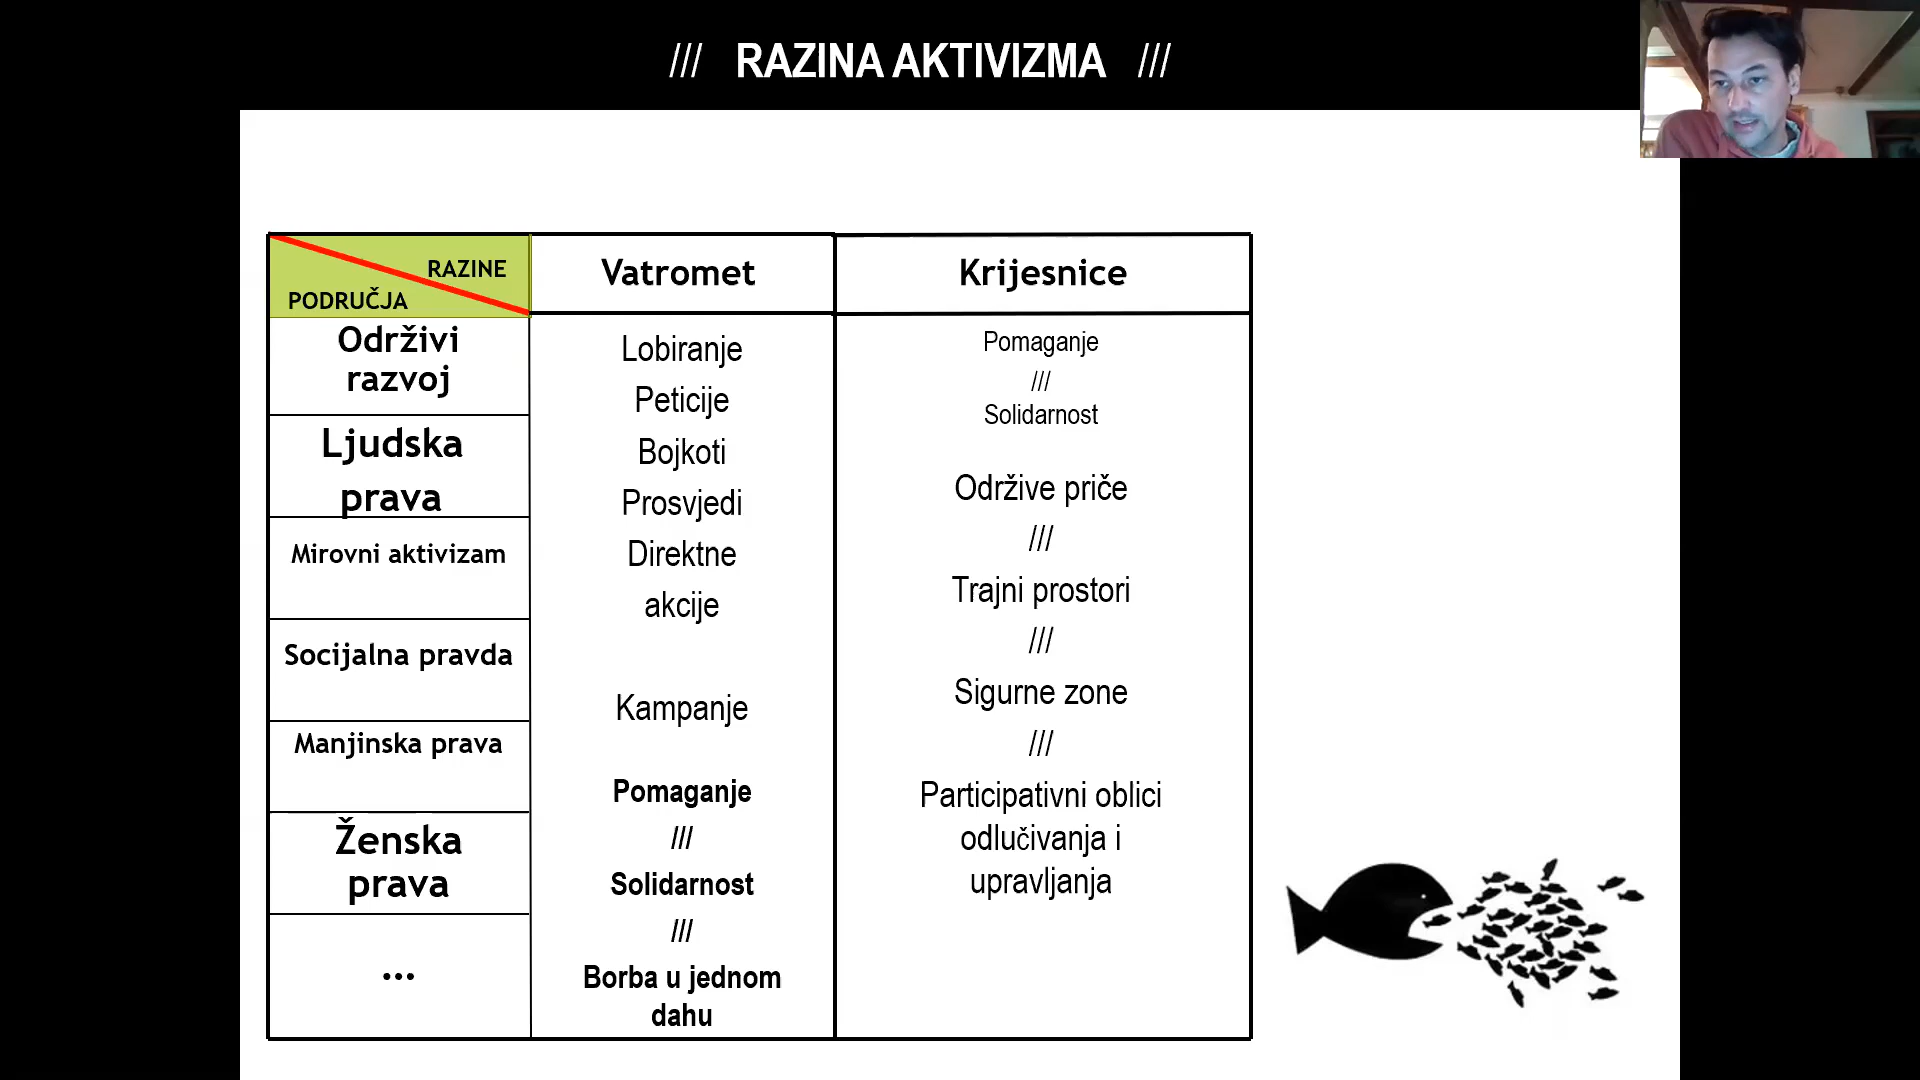 /// RAZINA AKTIVIZMA ///
RAZINE
PODRUČJA
Vatromet
Krijesnice
Održivi
razvoj
Ljudska
prava
Mirovni aktivizam
Socijalna pravda
Manjinska prava
Ženska
prava
...
Lobiranje
Peticije
Bojkoti
Prosvjedi
Direktne
akcije
Kampanje
Pomaganje
///
Solidarnost
///
Borba u jednom
dahu
Pomaganje
///
Solidarnost
Održive priče
///
Trajni prostori
///
Sigurne zone
///
Participativni oblici
odlučivanja i
upravljanja